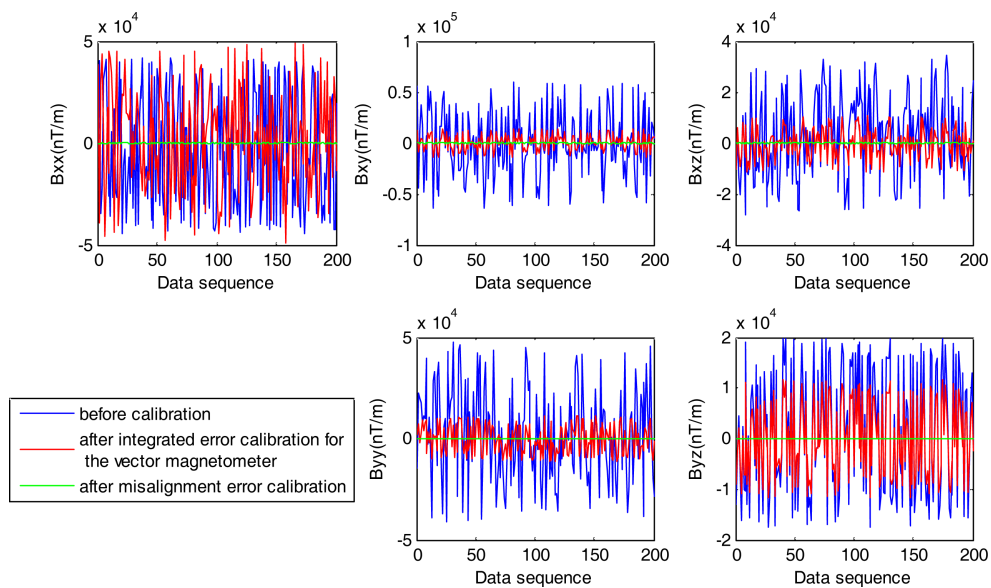 x 10^4
5
0
-5
Bxx(nT/m)
0 50 100 150 200
Data sequence
x 10^5
1
0.5
0
-0.5
-1
Bxy(nT/m)
0 50 100 150 200
Data sequence
x 10^4
4
2
0
-2
-4
Bxz(nT/m)
0 50 100 150 200
Data sequence
before calibration
after integrated error calibration for
the vector magnetometer
after misalignment error calibration
x 10^4
5
0
-5
Byy(nT/m)
0 50 100 150 200
Data sequence
x 10^4
2
1
0
-1
-2
Byz(nT/m)
0 50 100 150 200
Data sequence